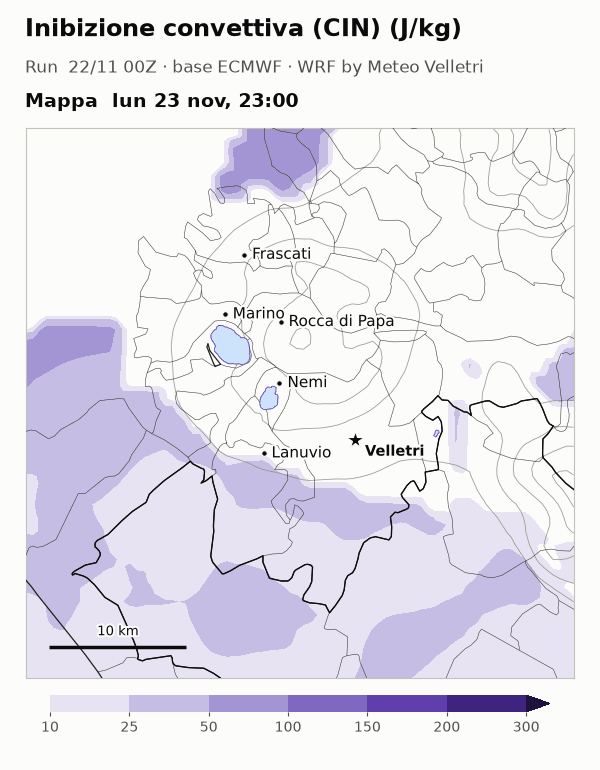 Inibizione convettiva (CIN) (J/kg)
Run  22/11 00Z · base ECMWF · WRF by Meteo Velletri
Mappa  lun 23 nov, 23:00
Frascati
Marino
Rocca di Papa
Nemi
Velletri
Lanuvio
10 km
10 25 50 100 150 200 300